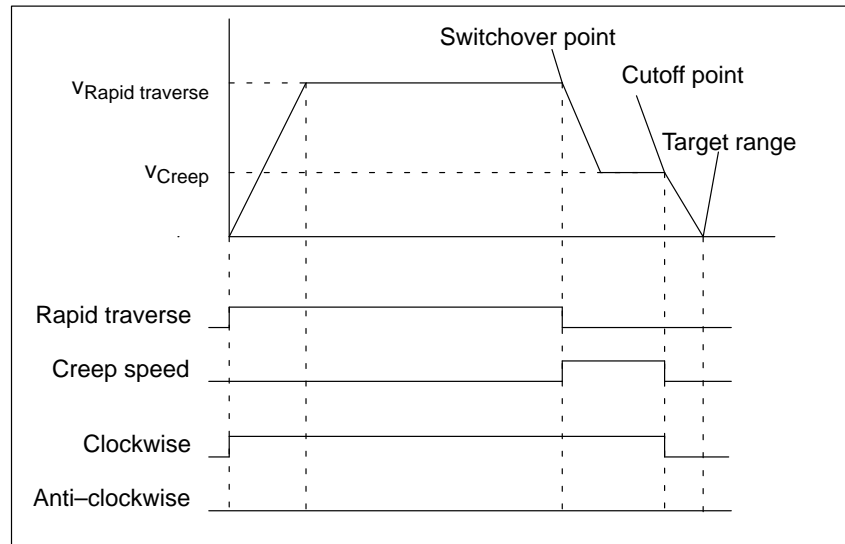 Switchover point
Cutoff point
vRapid traverse
Target range
vCreep
Rapid traverse
Creep speed
Clockwise
Anti–clockwise